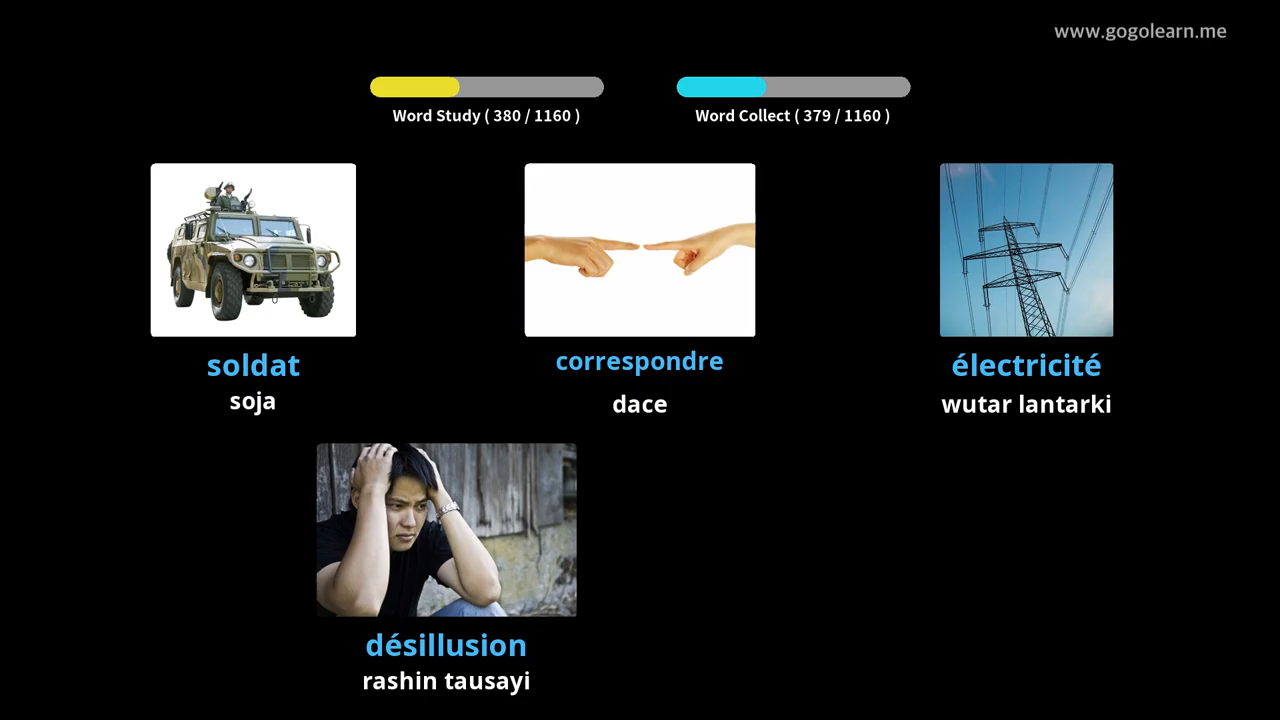 www.gogolearn.me
Word Study ( 380 / 1160 )
Word Collect ( 379 / 1160 )
soldat
soja
correspondre
dace
électricité
wutar lantarki
désillusion
rashin tausayi